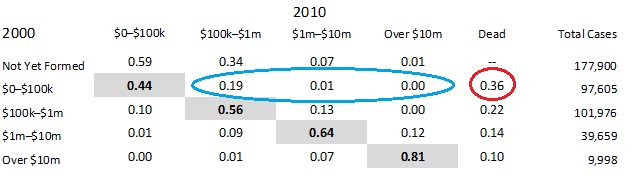 2010
2000 $0–$100k $100k–$1m $1m–$10m Over $10m Dead Total Cases
Not Yet Formed 0.59 0.34 0.07 0.01 -- 177,900
$0–$100k 0.44 0.19 0.01 0.00 0.36 97,605
$100k–$1m 0.10 0.56 0.13 0.00 0.22 101,976
$1m–$10m 0.01 0.09 0.64 0.12 0.14 39,659
Over $10m 0.00 0.01 0.07 0.81 0.10 9,998